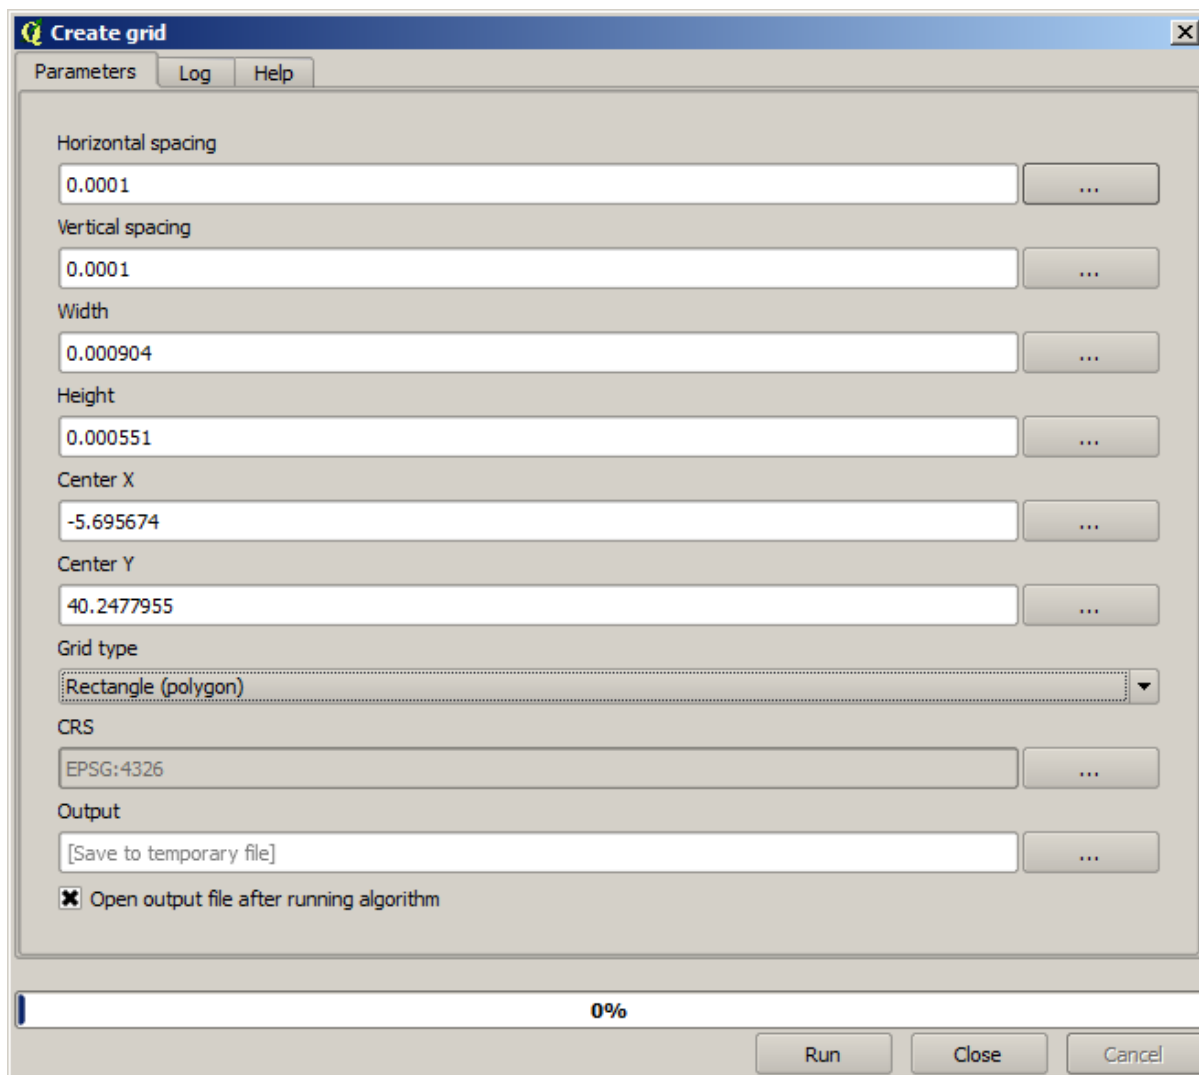 Create grid
Parameters Log Help
Horizontal spacing
0.0001 ...
Vertical spacing
0.0001 ...
Width
0.000904 ...
Height
0.000551 ...
Center X
-5.695674 ...
Center Y
40.2477955 ...
Grid type
Rectangle (polygon)
CRS
EPSG:4326 ...
Output
[Save to temporary file] ...
Open output file after running algorithm
0%
Run Close Cancel